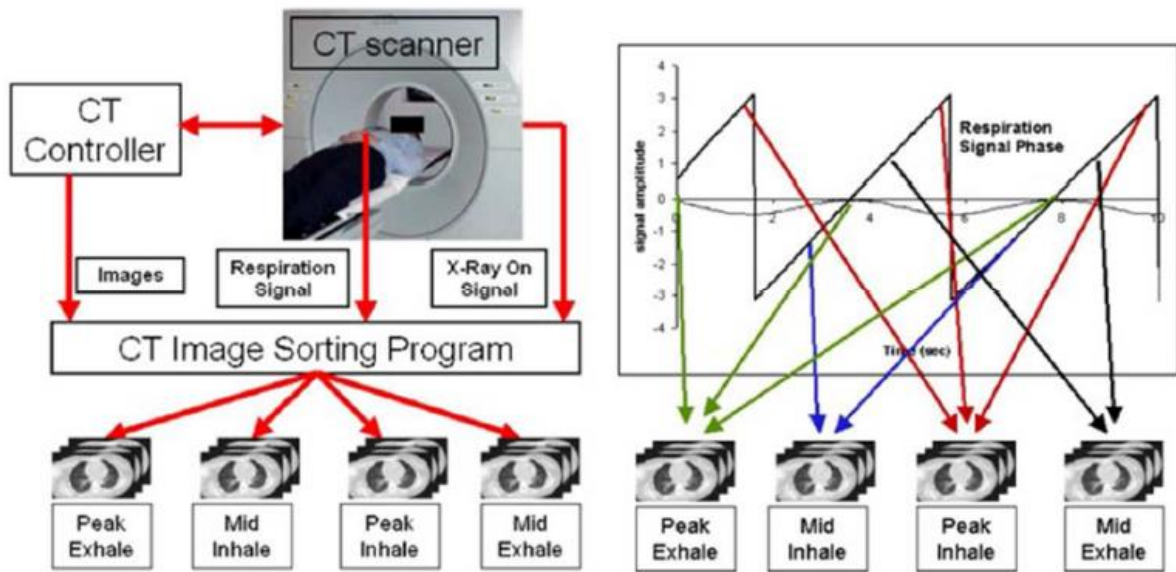 CT scanner
CT
Controller
Images
Respiration
Signal
X-Ray On
Signal
CT Image Sorting Program
Peak
Exhale
Mid
Inhale
Peak
Inhale
Mid
Exhale
4
3
2
1
0
-1
-2
-3
-4
signal amplitude
0
2
4
6
8
10
Respiration
Signal Phase
Time (sec)
Peak
Exhale
Mid
Inhale
Peak
Inhale
Mid
Exhale